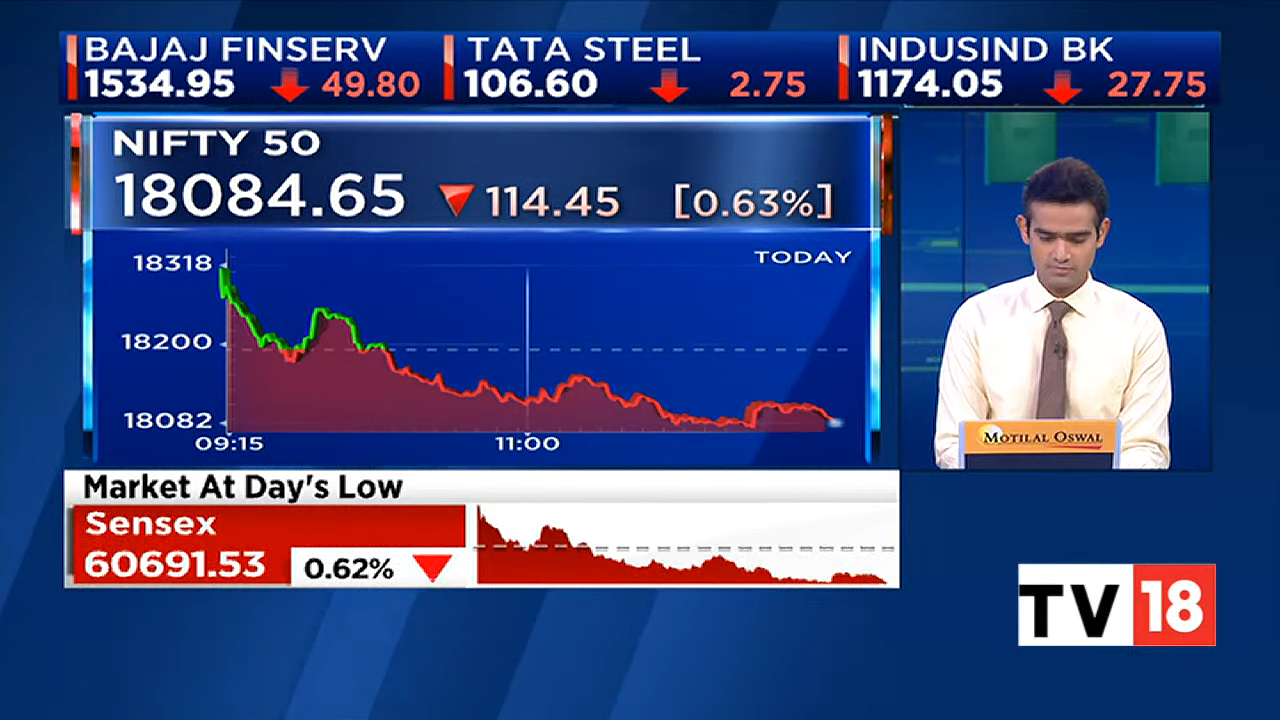 BAJAJ FINSERV
1534.95 49.80
TATA STEEL
106.60 2.75
INDUSIND BK
1174.05 27.75
NIFTY 50
18084.65 114.45 [0.63%]
TODAY
18318
18200
18082
09:15 11:00
MOTILAL OSWAL
Market At Day's Low
Sensex
60691.53 0.62%
TV18